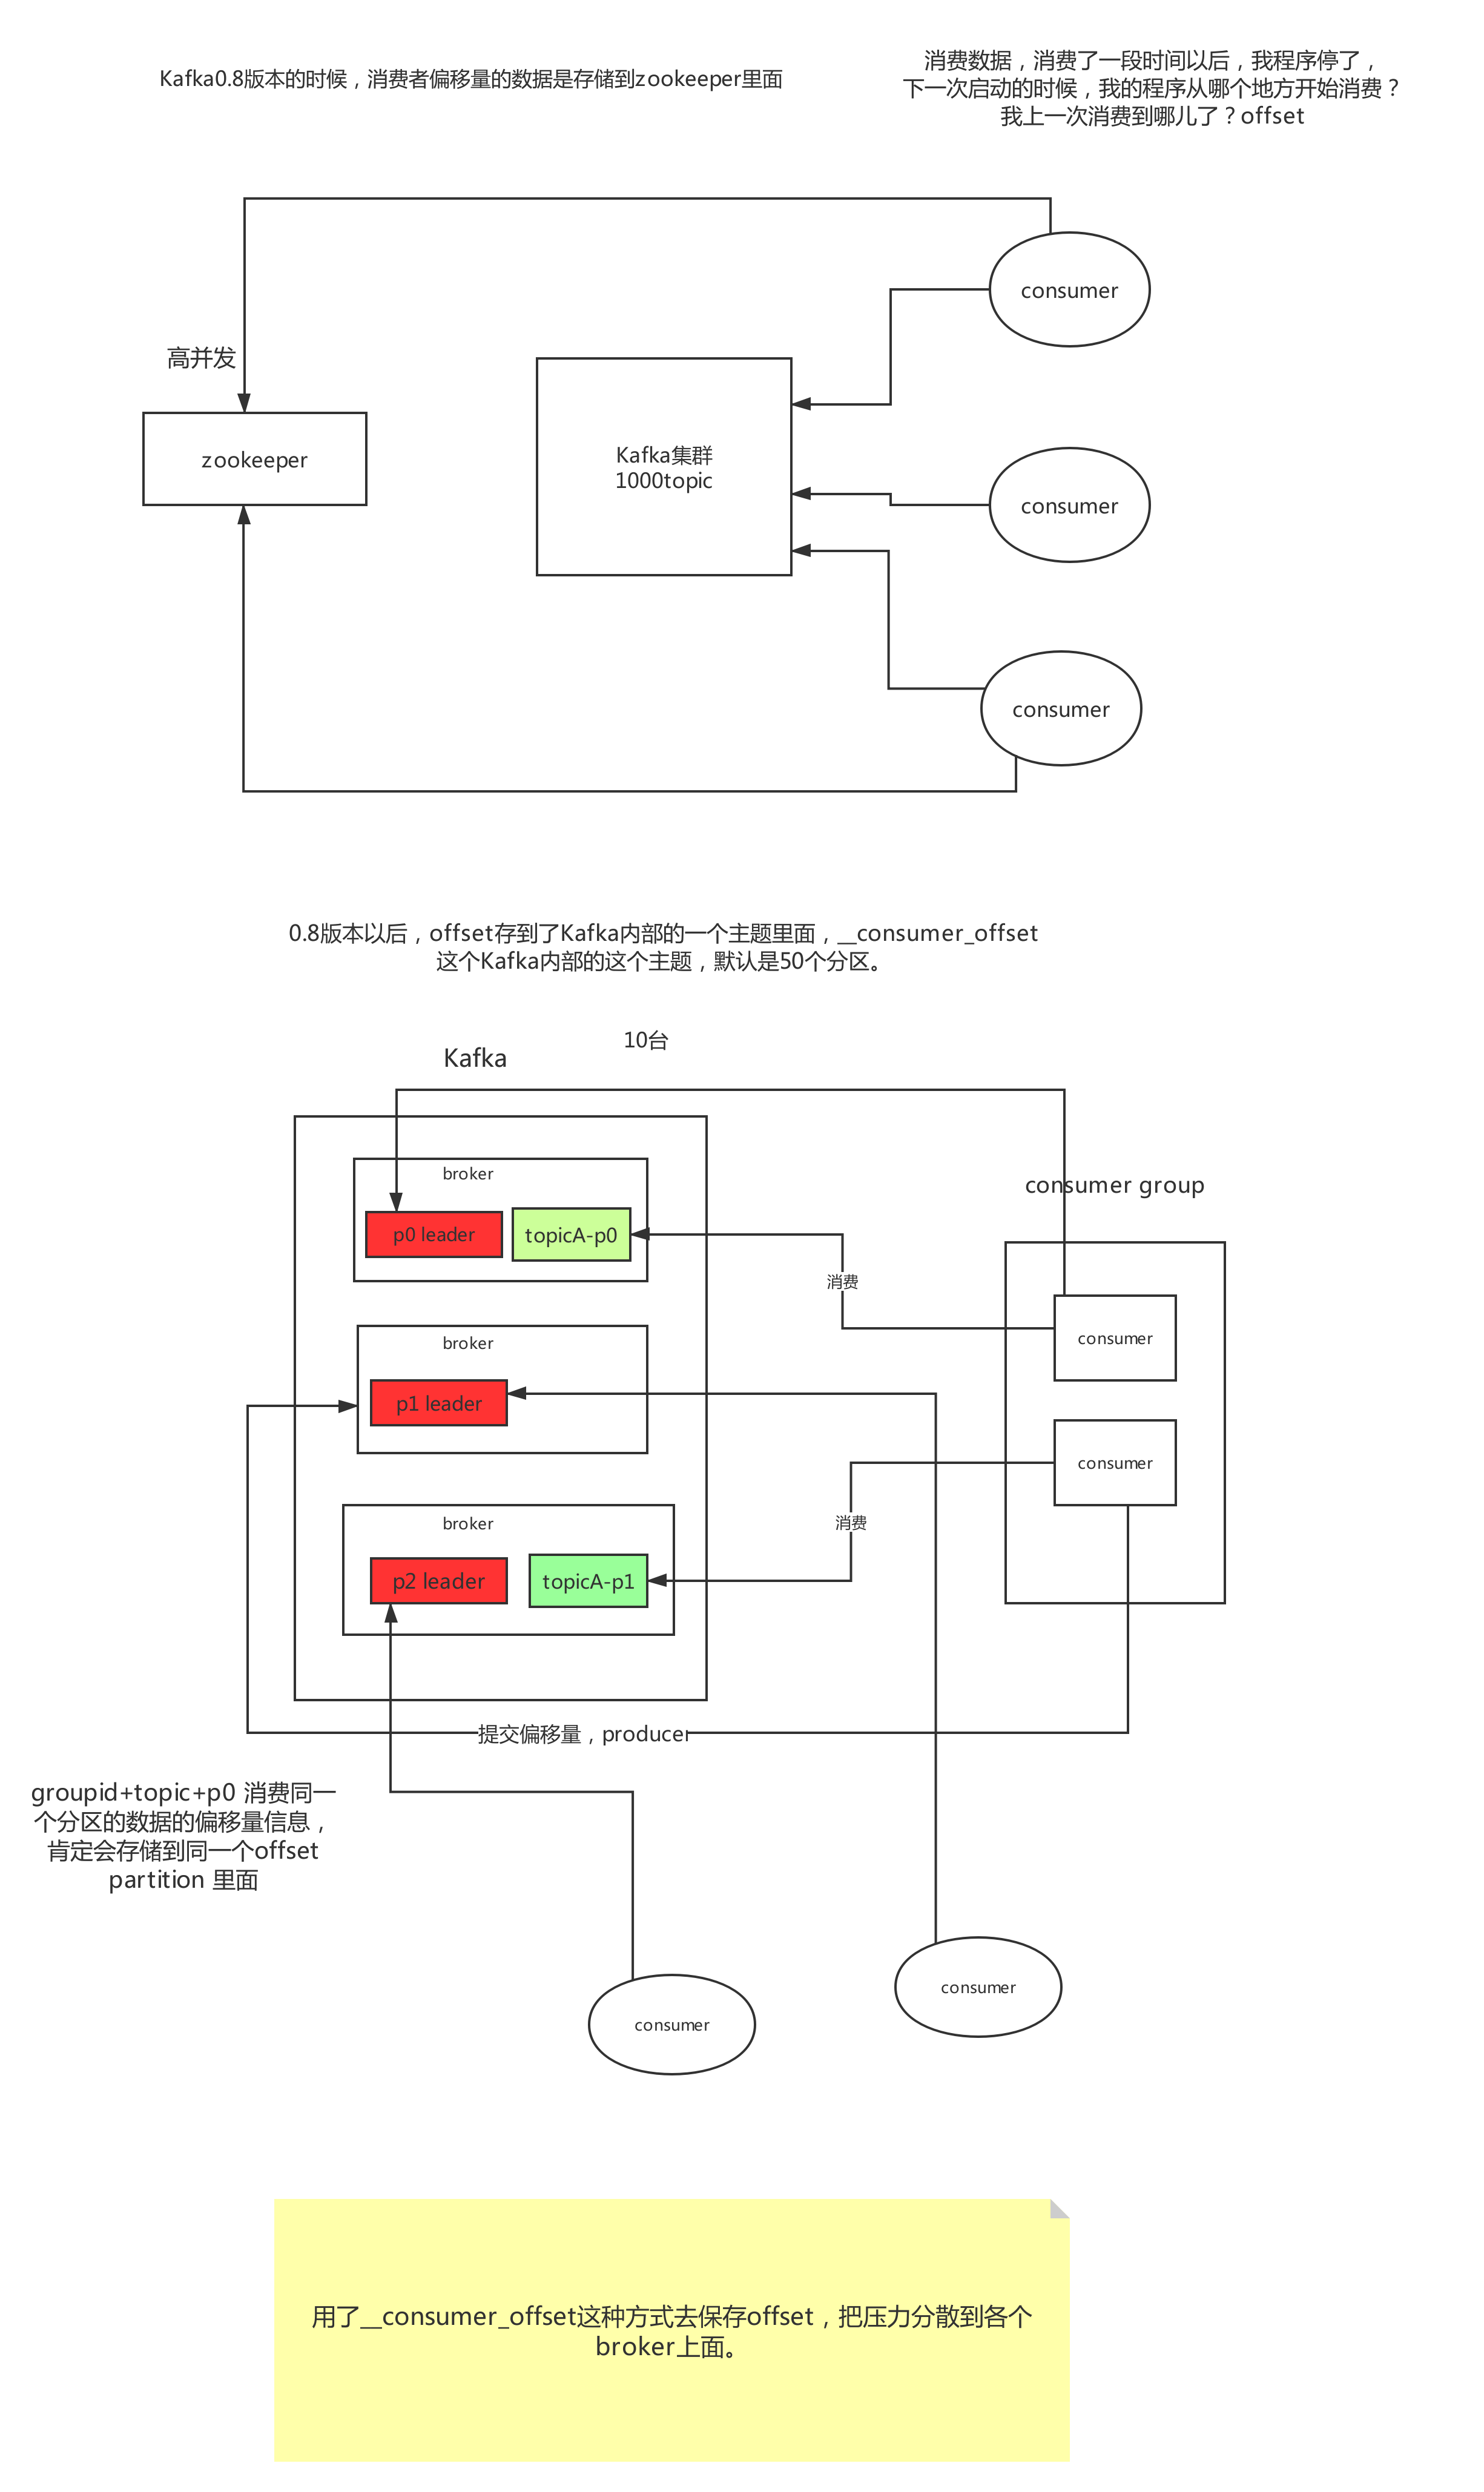 Kafka0.8版本的时候，消费者偏移量的数据是存储到zookeeper里面
消费数据，消费了一段时间以后，我程序停了，
下一次启动的时候，我的程序从哪个地方开始消费？
我上一次消费到哪儿了？offset
consumer
高并发
zookeeper
Kafka集群
1000topic
consumer
consumer
0.8版本以后，offset存到了Kafka内部的一个主题里面，__consumer_offset
这个Kafka内部的这个主题，默认是50个分区。
10台
Kafka
broker
p0 leader
topicA-p0
consumer group
消费
consumer
broker
p1 leader
consumer
broker
消费
p2 leader
topicA-p1
提交偏移量，producer
groupid+topic+p0 消费同一
个分区的数据的偏移量信息，
肯定会存储到同一个offset
partition 里面
consumer
consumer
用了__consumer_offset这种方式去保存offset，把压力分散到各个
broker上面。